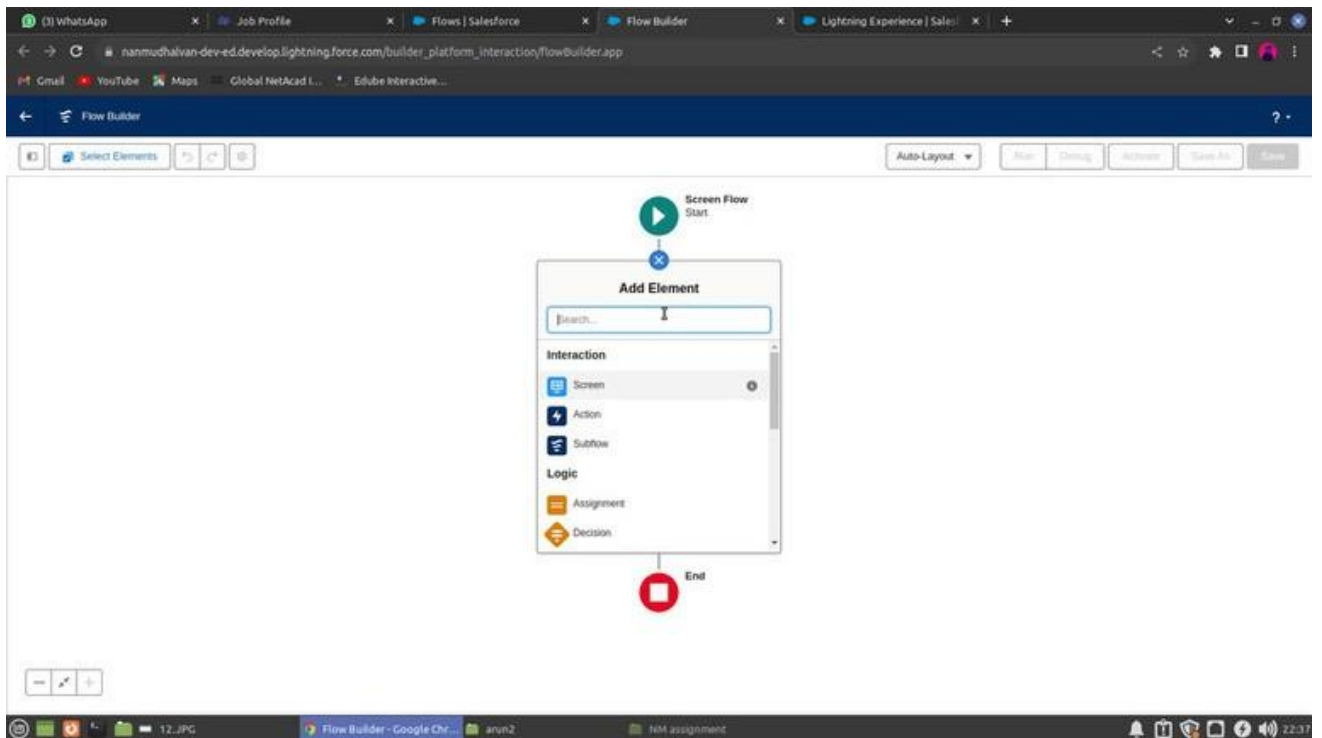 (3) WhatsApp
Job Profile
Flows | Salesforce
Flow Builder
Lightning Experience | Sales
nanmudhalvan-dev-ed.develop.lightning.force.com/builder_platform_interaction/flowBuilder.app
Gmail YouTube Maps Global NetAcad I... Edube Interactive...
Flow Builder ?
Select Elements Auto-Layout Run Debug Activate Save As Save
Screen Flow
Start
Add Element
Search...
Interaction
Screen
Action
Subflow
Logic
Assignment
Decision
End
12.JPG Flow Builder - Google Chr... arun2 NM assignment 22:37